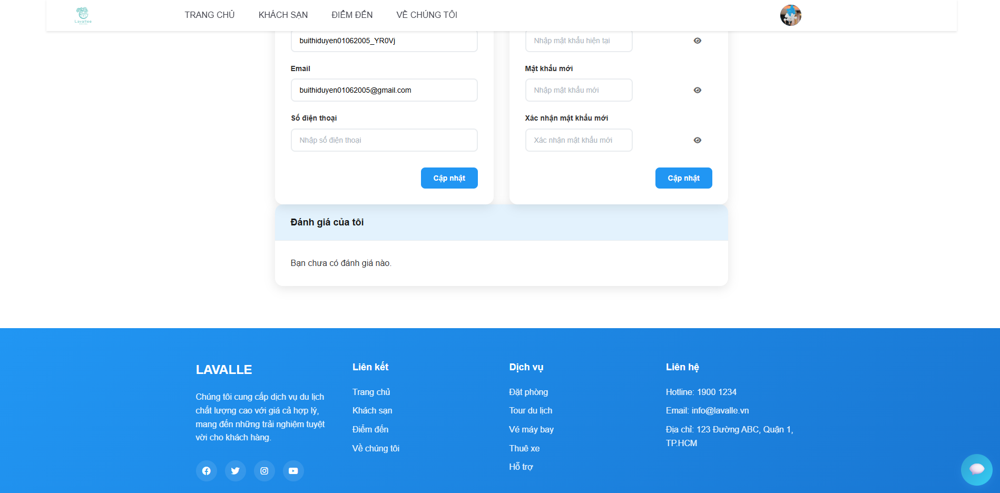 Lavallee
TRANG CHỦ
KHÁCH SẠN
ĐIỂM ĐẾN
VỀ CHÚNG TÔI
buithiduyen01062005_YR0Vj
Email
buithiduyen01062005@gmail.com
Số điện thoại
Nhập số điện thoại
Cập nhật
Nhập mật khẩu hiện tại
Mật khẩu mới
Nhập mật khẩu mới
Xác nhận mật khẩu mới
Xác nhận mật khẩu mới
Cập nhật
Đánh giá của tôi
Bạn chưa có đánh giá nào.
LAVALLE
Chúng tôi cung cấp dịch vụ du lịch
chất lượng cao với giá cả hợp lý,
mang đến những trải nghiệm tuyệt
vời cho khách hàng.
Liên kết
Trang chủ
Khách sạn
Điểm đến
Về chúng tôi
Dịch vụ
Đặt phòng
Tour du lịch
Vé máy bay
Thuê xe
Hỗ trợ
Liên hệ
Hotline: 1900 1234
Email: info@lavalle.vn
Địa chỉ: 123 Đường ABC, Quận 1,
TP.HCM